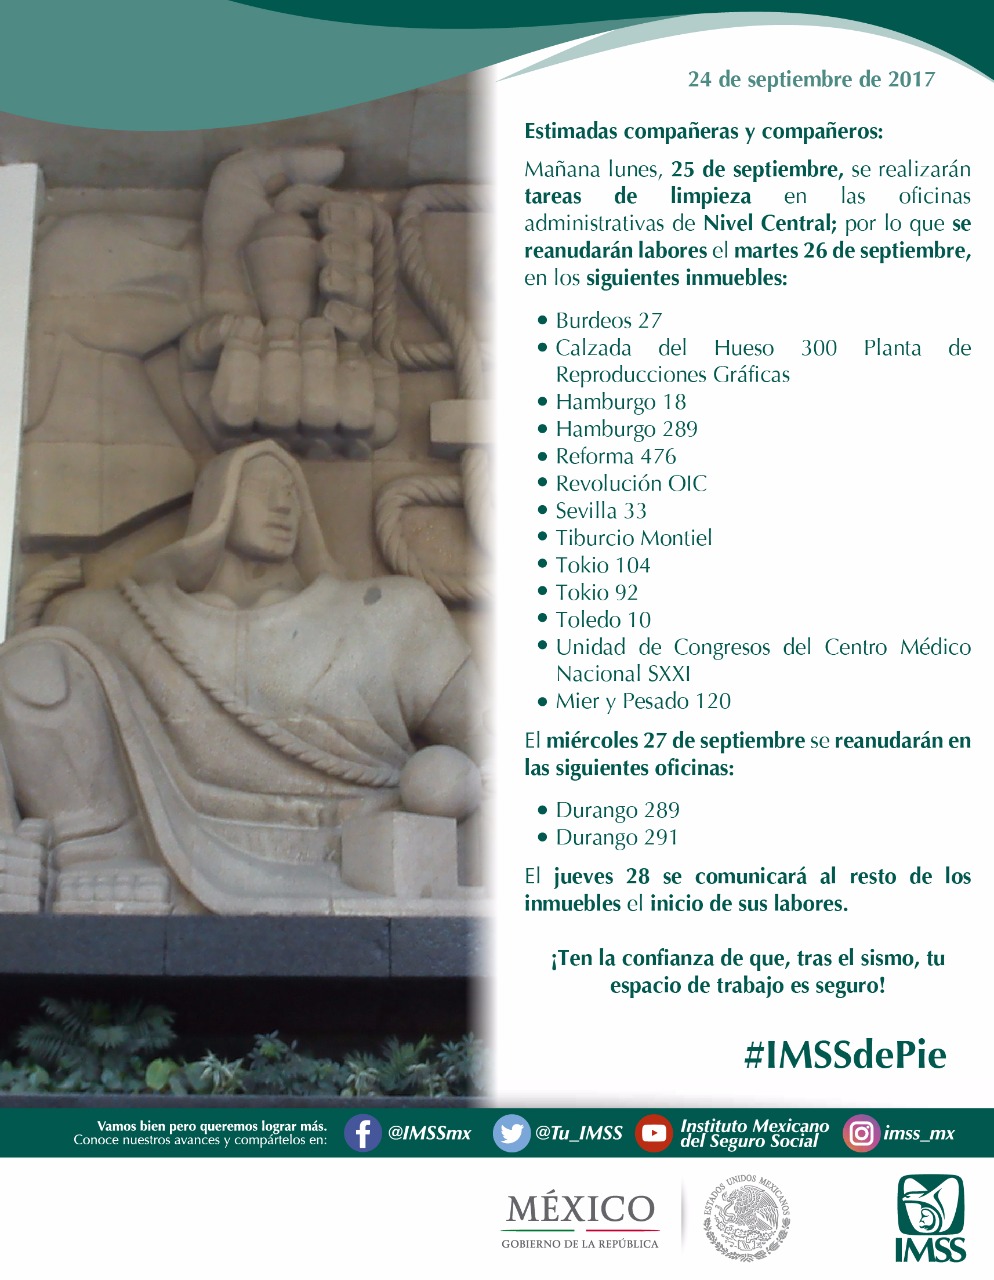 24 de septiembre de 2017
Estimadas compañeras y compañeros:
Mañana lunes, 25 de septiembre, se realizarán
tareas de limpieza en las oficinas
administrativas de Nivel Central; por lo que se
reanudarán labores el martes 26 de septiembre,
en los siguientes inmuebles:
• Burdeos 27
• Calzada del Hueso 300 Planta de
Reproducciones Gráficas
• Hamburgo 18
• Hamburgo 289
• Reforma 476
• Revolución OIC
• Sevilla 33
• Tiburcio Montiel
• Tokio 104
• Tokio 92
• Toledo 10
• Unidad de Congresos del Centro Médico
Nacional SXXI
• Mier y Pesado 120
El miércoles 27 de septiembre se reanudarán en
las siguientes oficinas:
• Durango 289
• Durango 291
El jueves 28 se comunicará al resto de los
inmuebles el inicio de sus labores.
¡Ten la confianza de que, tras el sismo, tu
espacio de trabajo es seguro!
#IMSSdePie
Vamos bien pero queremos lograr más.
Conoce nuestros avances y compártelos en:
@IMSSmx
@Tu_IMSS
Instituto Mexicano
del Seguro Social
imss_mx
MÉXICO
GOBIERNO DE LA REPÚBLICA
ESTADOS UNIDOS MEXICANOS
IMSS